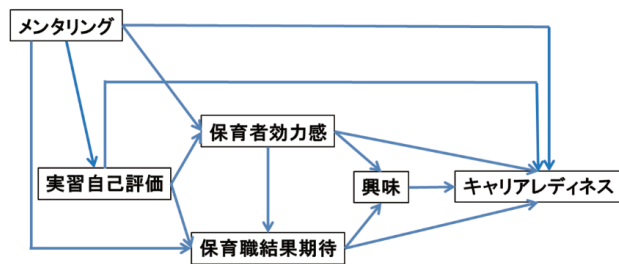 メンタリング
保育者効力感
実習自己評価
興味
キャリアレディネス
保育職結果期待